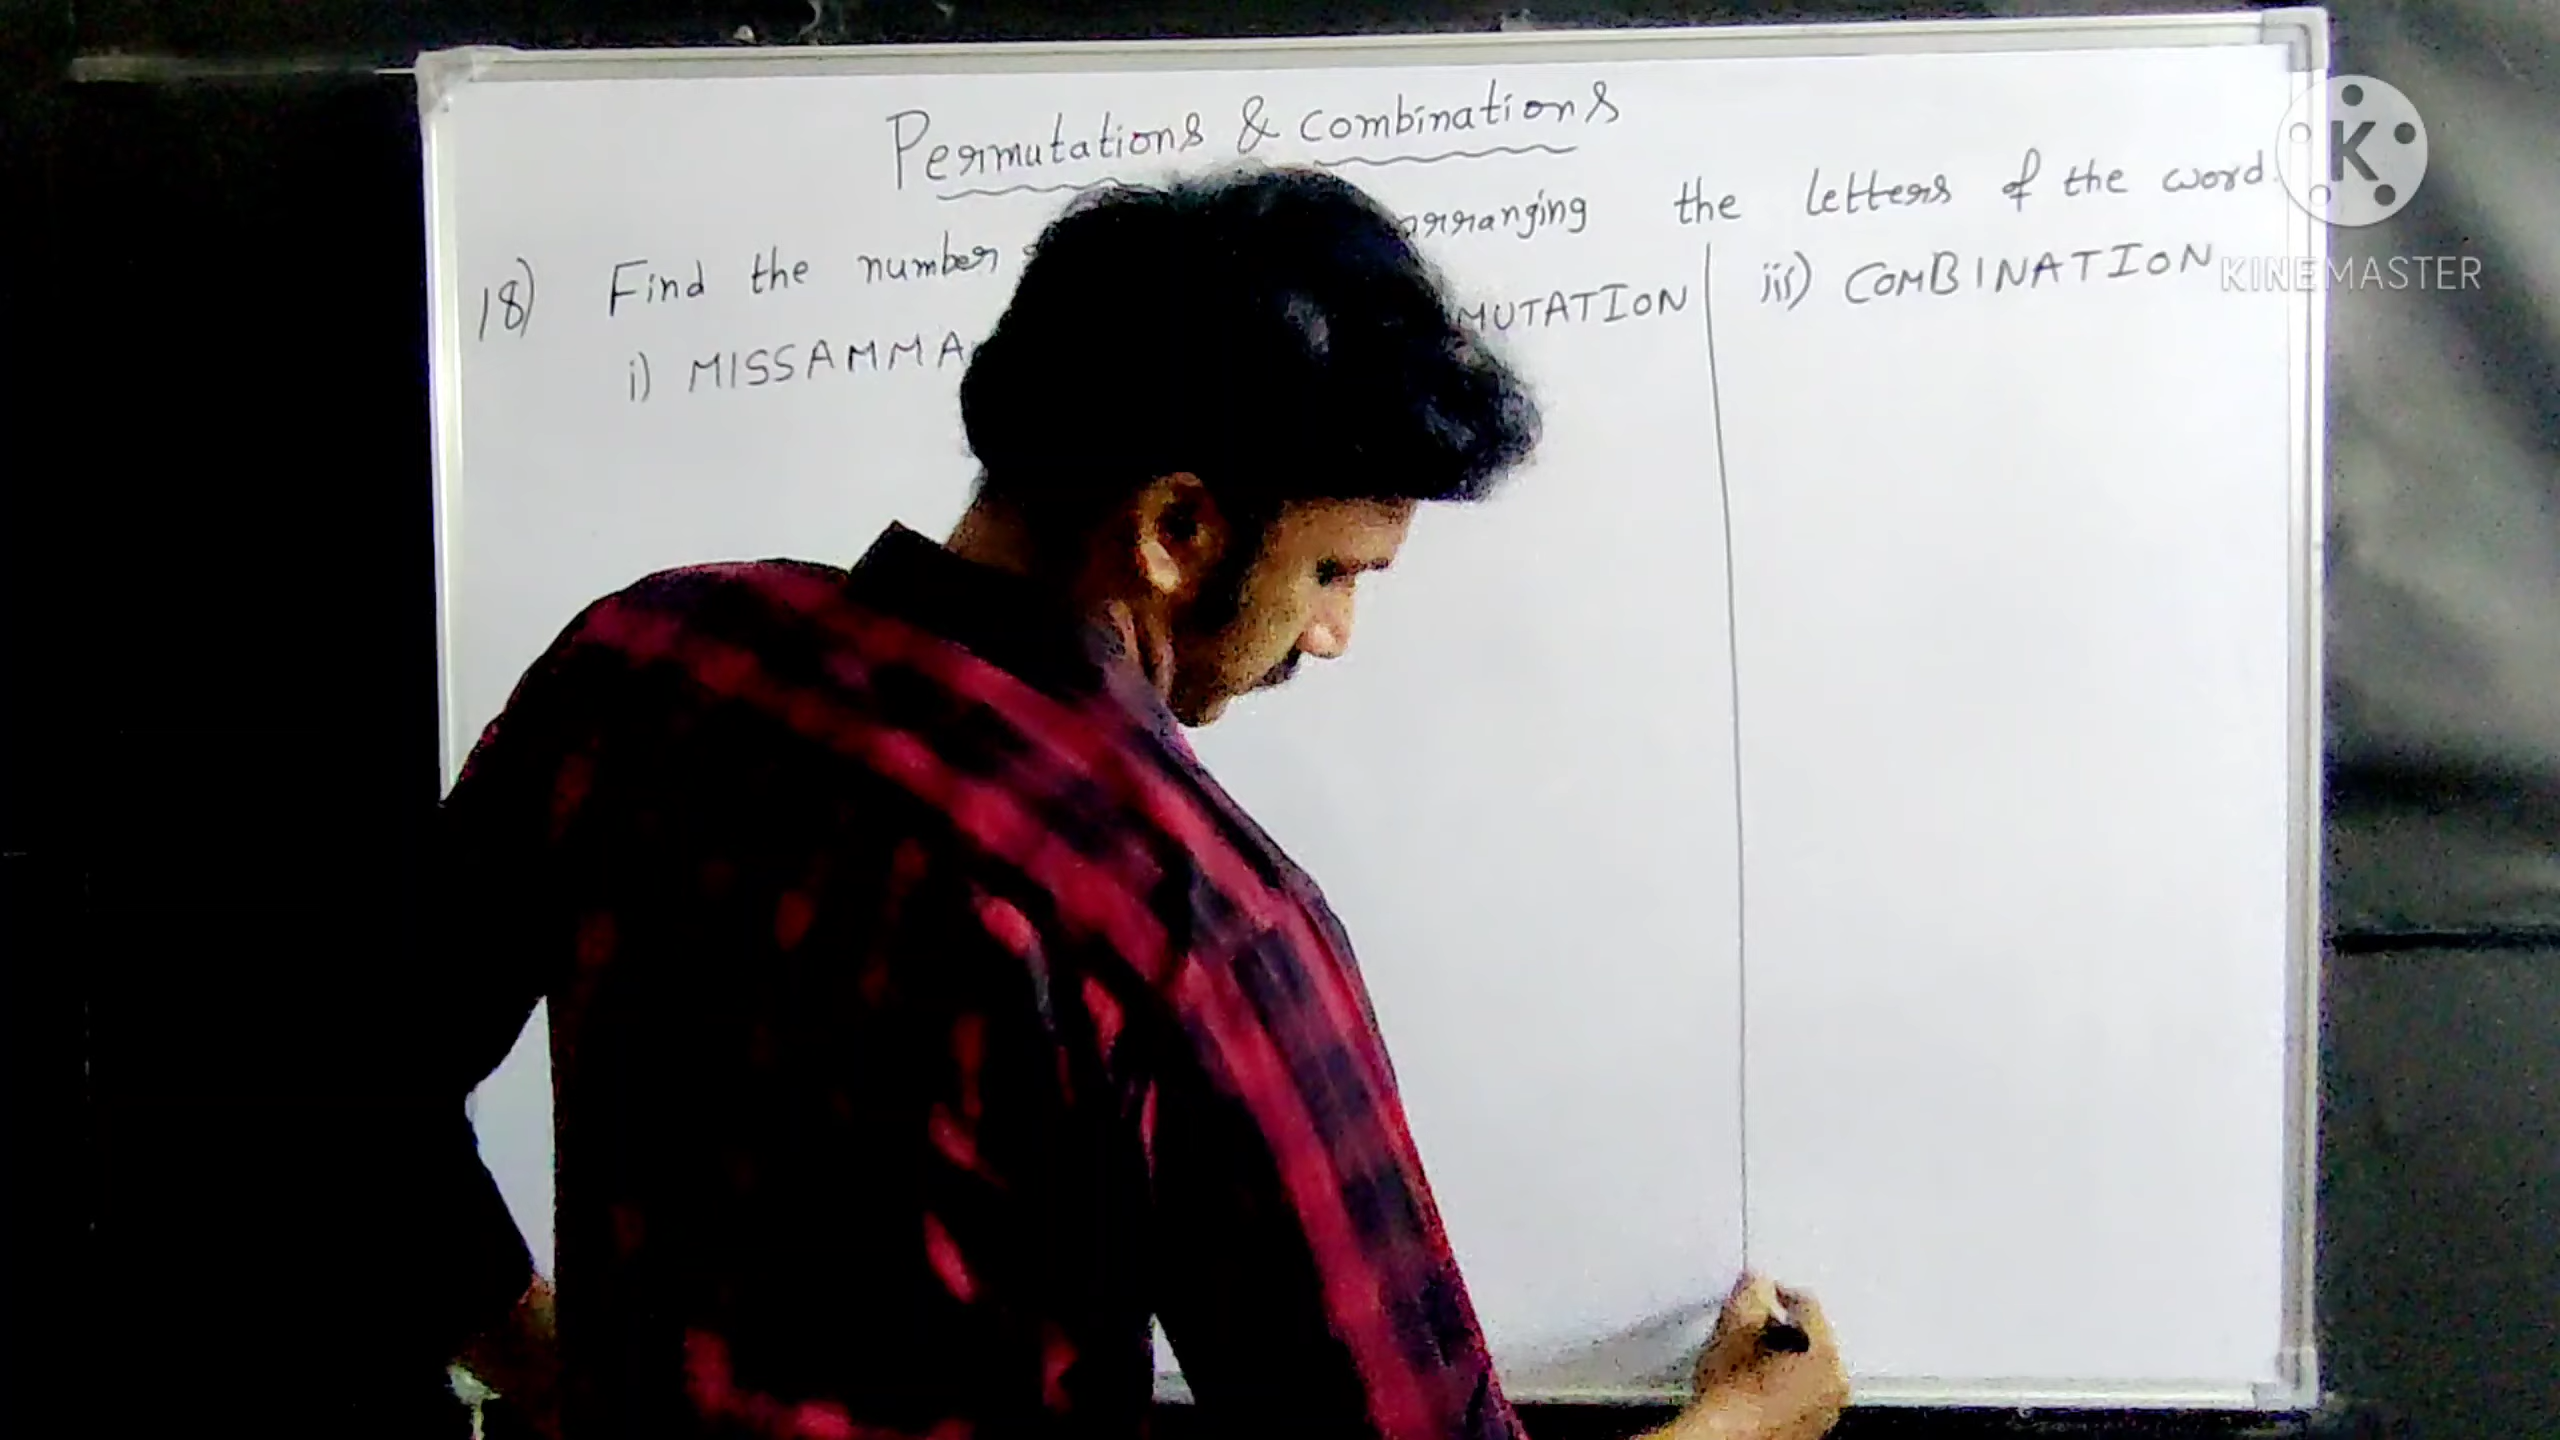 Permutations & combinations
18) Find the number arranging the letters of the word.
i) MISSAMMA MUTATION iii) COMBINATION
K
KINEMASTER